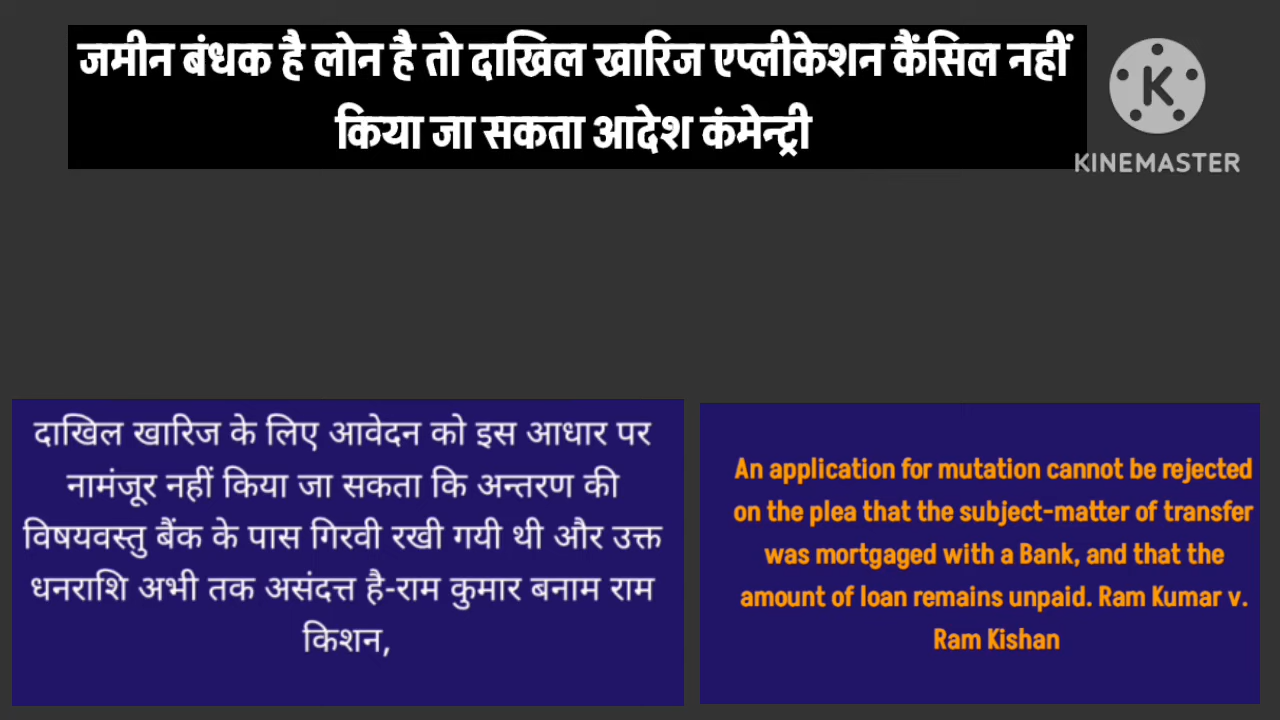 जमीन बंधक है लोन है तो दाखिल खारिज एप्लीकेशन कैंसिल नहीं
किया जा सकता आदेश कंमेन्ट्री
K
KINEMASTER
दाखिल खारिज के लिए आवेदन को इस आधार पर
नामंजूर नहीं किया जा सकता कि अन्तरण की
विषयवस्तु बैंक के पास गिरवी रखी गयी थी और उक्त
धनराशि अभी तक असंदत्त है-राम कुमार बनाम राम
किशन,
An application for mutation cannot be rejected
on the plea that the subject-matter of transfer
was mortgaged with a Bank, and that the
amount of loan remains unpaid. Ram Kumar v.
Ram Kishan